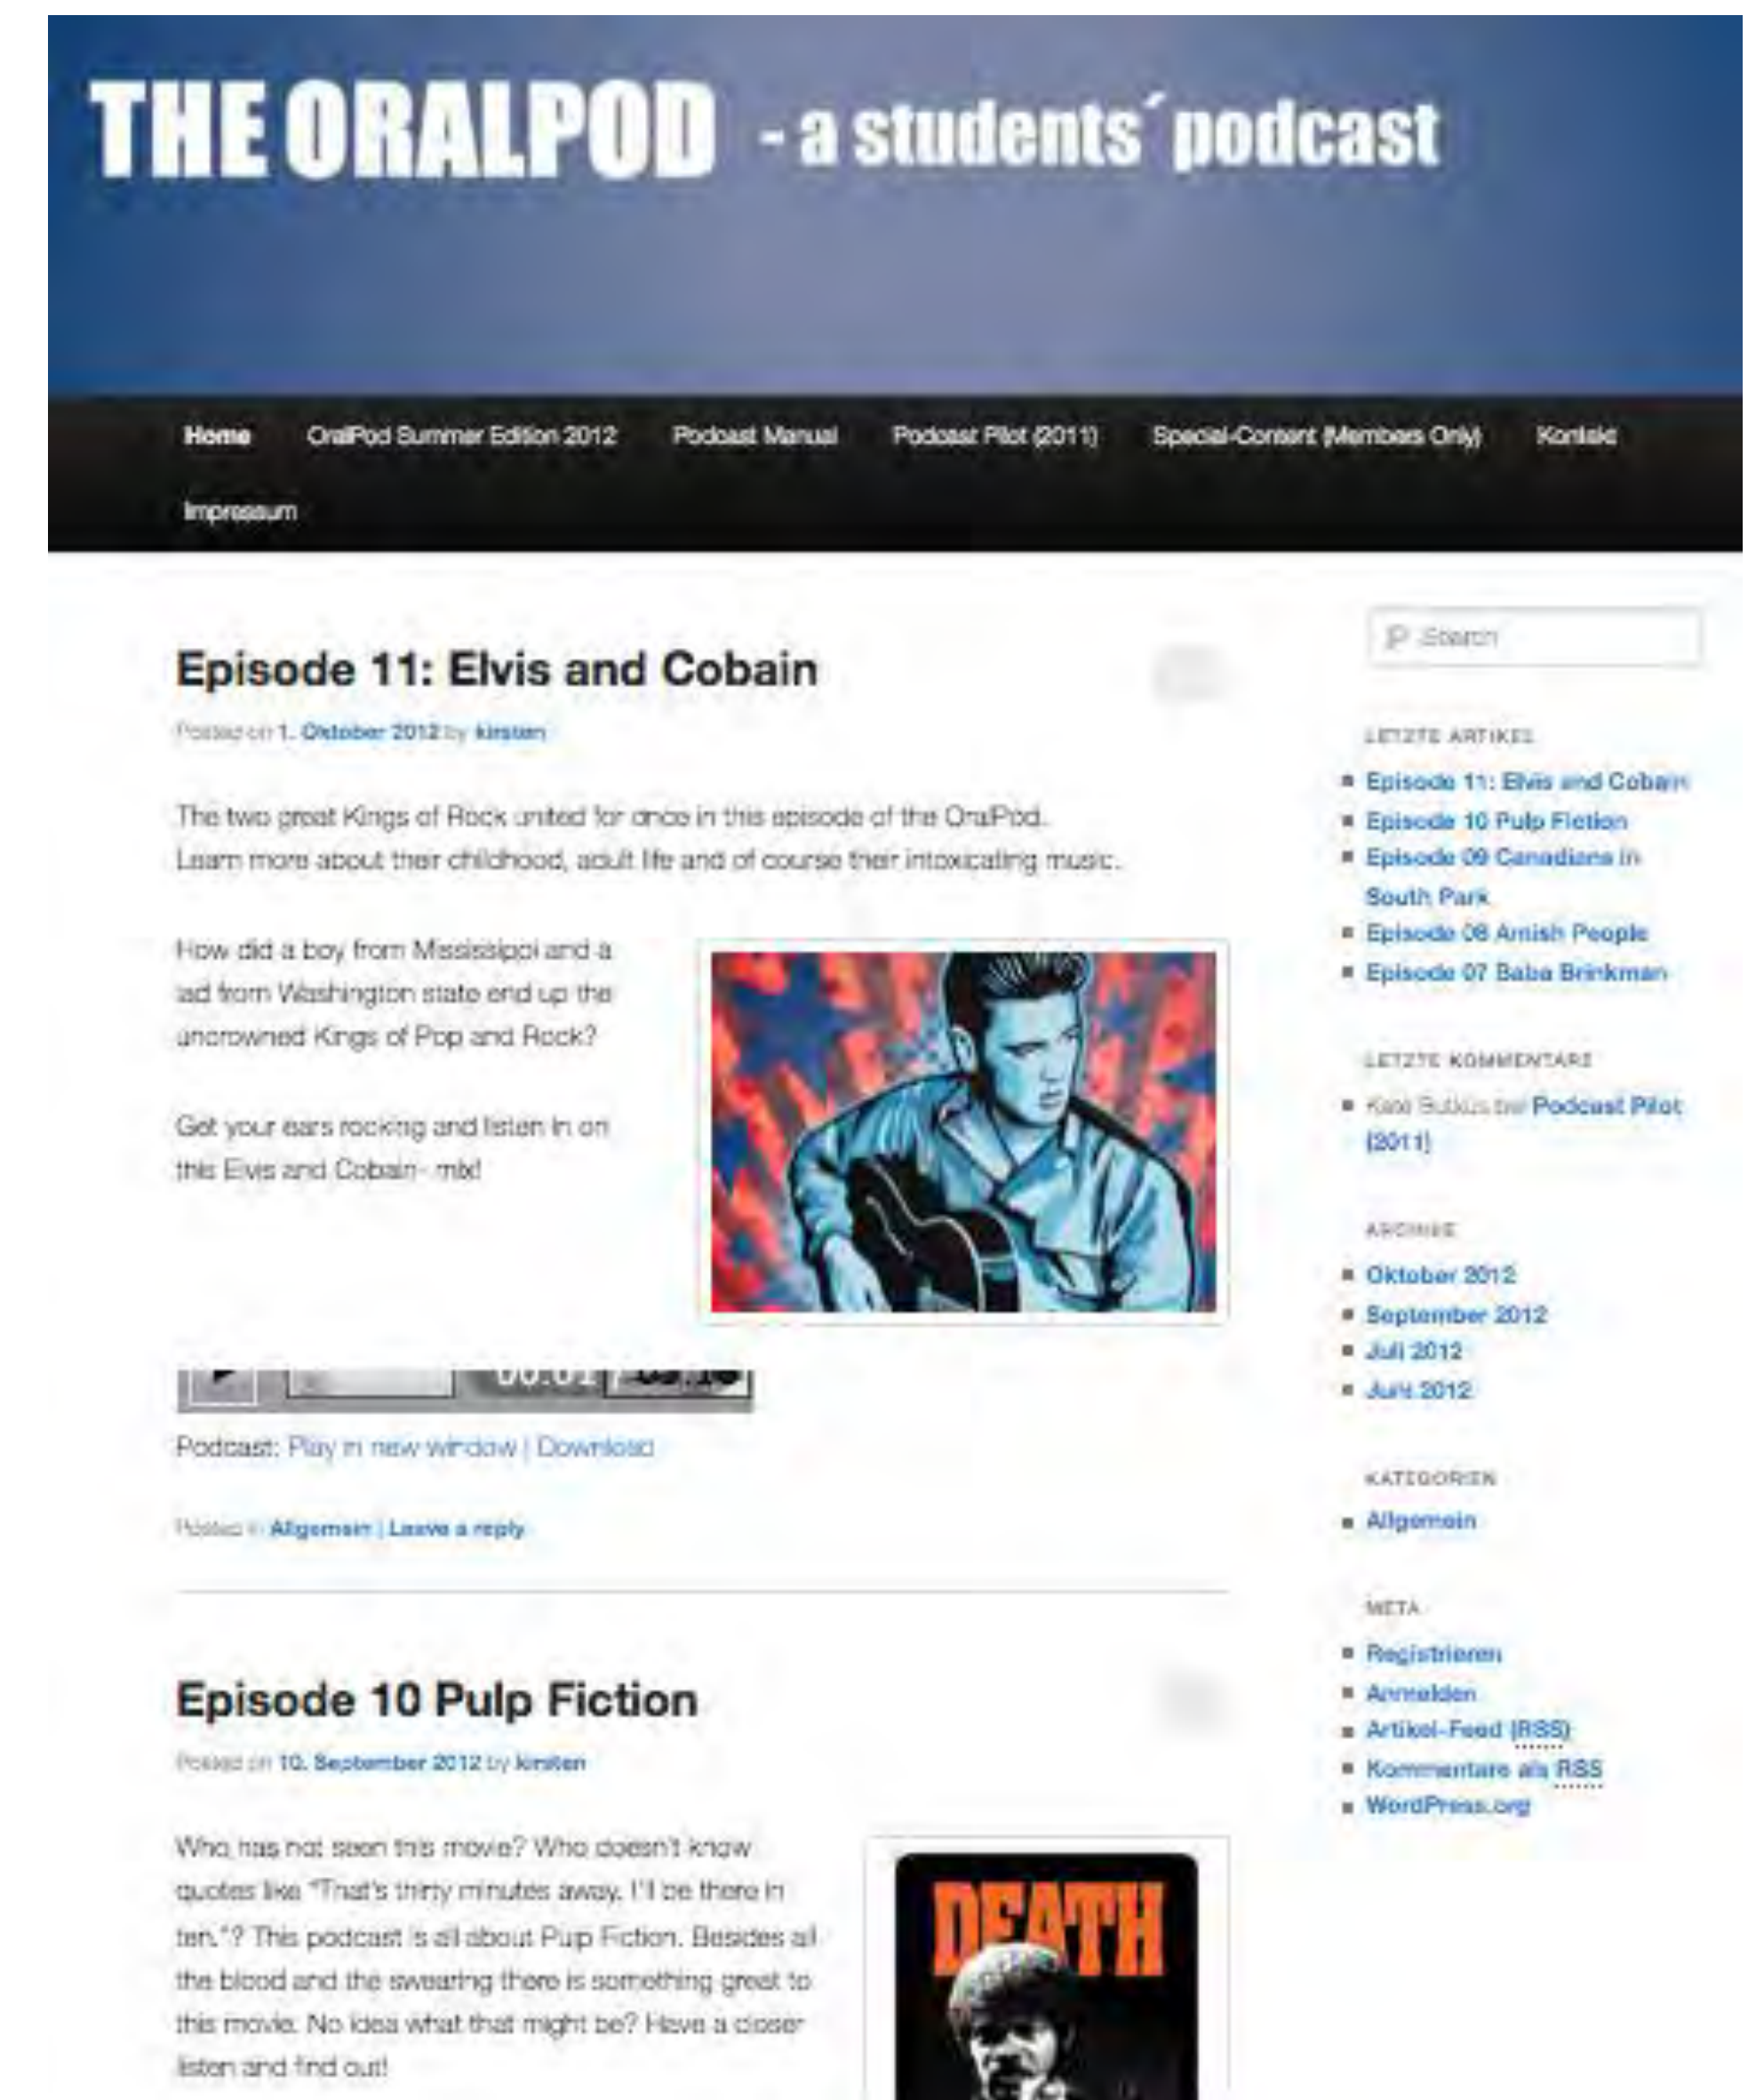 THE ORALPOD - a students´ podcast
Home OralPod Summer Edition 2012 Podcast Manual Podcast Pilot (2011) Special-Content (Members Only) Kontakt
Impressum
Episode 11: Elvis and Cobain
Posted on 1. Oktober 2012 by kirsten
The two great Kings of Rock united for once in this episode of the OralPod.
Learn more about their childhood, adult life and of course their intoxicating music.
How did a boy from Mississippi and a
lad from Washington state end up the
uncrowned Kings of Pop and Rock?
Get your ears rocking and listen in on
this Elvis and Cobain- mix!
Podcast: Play in new window | Download
Posted in Allgemein | Leave a reply
Episode 10 Pulp Fiction
Posted on 10. September 2012 by kirsten
Who has not seen this movie? Who doesn't know
quotes like "That's thirty minutes away. I'll be there in
ten."? This podcast is all about Pulp Fiction. Besides all
the blood and the swearing there is something great to
this movie. No idea what that might be? Have a closer
listen and find out!
DEATH
Search
LETZTE ARTIKEL
Episode 11: Elvis and Cobain
Episode 10 Pulp Fiction
Episode 09 Canadians in
South Park
Episode 08 Amish People
Episode 07 Baba Brinkman
LETZTE KOMMENTARE
Kate bei Podcast Pilot
(2011)
ARCHIVE
Oktober 2012
September 2012
Juli 2012
Juni 2012
KATEGORIEN
Allgemein
META
Registrieren
Anmelden
Artikel-Feed (RSS)
Kommentare als RSS
WordPress.org